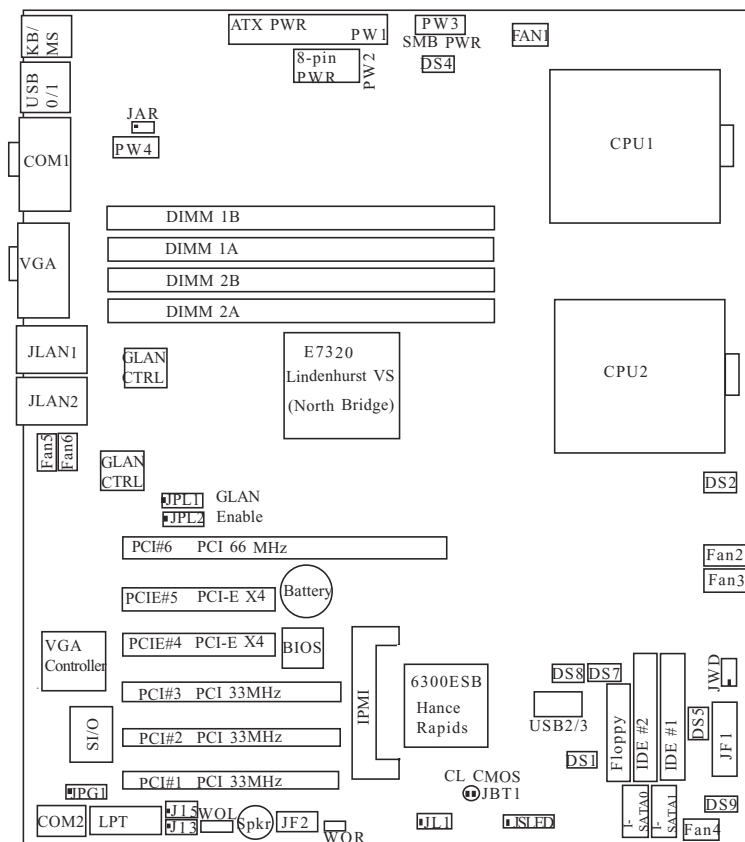 KB/
MS
USB
0/1
ATX PWR
PW1
8-pin
PWR
PW2
PW3
SMB PWR
DS4
FAN1
JAR
PW4
COM1
CPU1
DIMM 1B
DIMM 1A
DIMM 2B
DIMM 2A
VGA
JLAN1
JLAN2
GLAN
CTRL
E7320
Lindenhurst VS
(North Bridge)
CPU2
Fan5
Fan6
GLAN
CTRL
JPL1
JPL2
GLAN
Enable
DS2
PCI#6 PCI 66 MHz
Fan2
Fan3
PCIE#5 PCI-E X4
Battery
PCIE#4 PCI-E X4
BIOS
VGA
Controller
IPMI
6300ESB
Hance
Rapids
DS8
DS7
JWD
PCI#3 PCI 33MHz
USB2/3
Floppy
IDE #2
IDE #1
DS5
JF1
SI/O
PCI#2 PCI 33MHz
DS1
PCI#1 PCI 33MHz
CL CMOS
JBT1
JPG1
COM2
LPT
J15
J13
WOL
Spkr
JF2
WOR
JL1
JSLED
I-
SATA0
I-
SATA1
DS9
Fan4